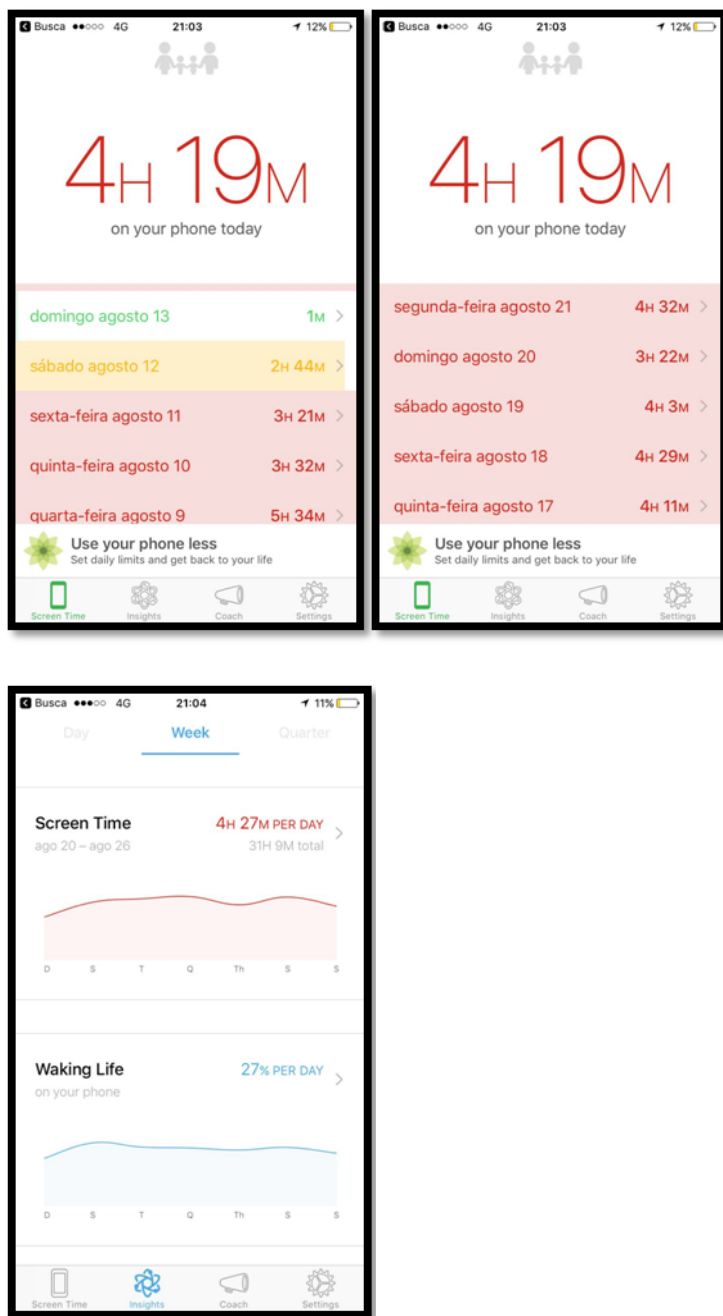 Busca 4G 21:03 12%
4H 19M
on your phone today
domingo agosto 13 1M
sábado agosto 12 2H 44M
sexta-feira agosto 11 3H 21M
quinta-feira agosto 10 3H 32M
quarta-feira agosto 9 5H 34M
Use your phone less
Set daily limits and get back to your life
Screen Time Insights Coach Settings
Busca 4G 21:03 12%
4H 19M
on your phone today
segunda-feira agosto 21 4H 32M
domingo agosto 20 3H 22M
sábado agosto 19 4H 3M
sexta-feira agosto 18 4H 29M
quinta-feira agosto 17 4H 11M
Use your phone less
Set daily limits and get back to your life
Screen Time Insights Coach Settings
Busca 4G 21:04 11%
Day Week Quarter
Screen Time 4H 27M PER DAY
ago 20 – ago 26 31H 9M total
D S T Q Th S S
Waking Life 27% PER DAY
on your phone
D S T Q Th S S
Screen Time Insights Coach Settings